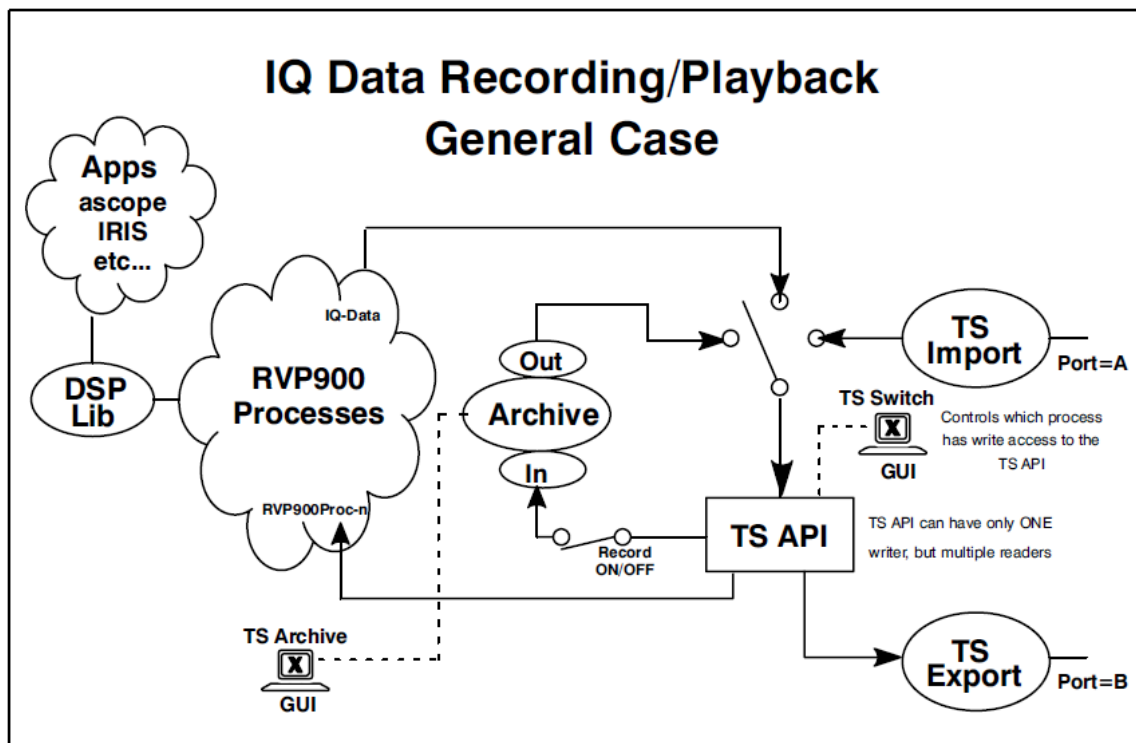 IQ Data Recording/Playback
General Case
Apps
ascope
IRIS
etc...
DSP
Lib
IQ-Data
RVP900
Processes
RVP900Proc-n
Out
Archive
In
Record
ON/OFF
TS
Import
Port=A
TS Switch
GUI
Controls which process
has write access to the
TS API
TS API
TS API can have only ONE
writer, but multiple readers
TS Archive
GUI
TS
Export
Port=B